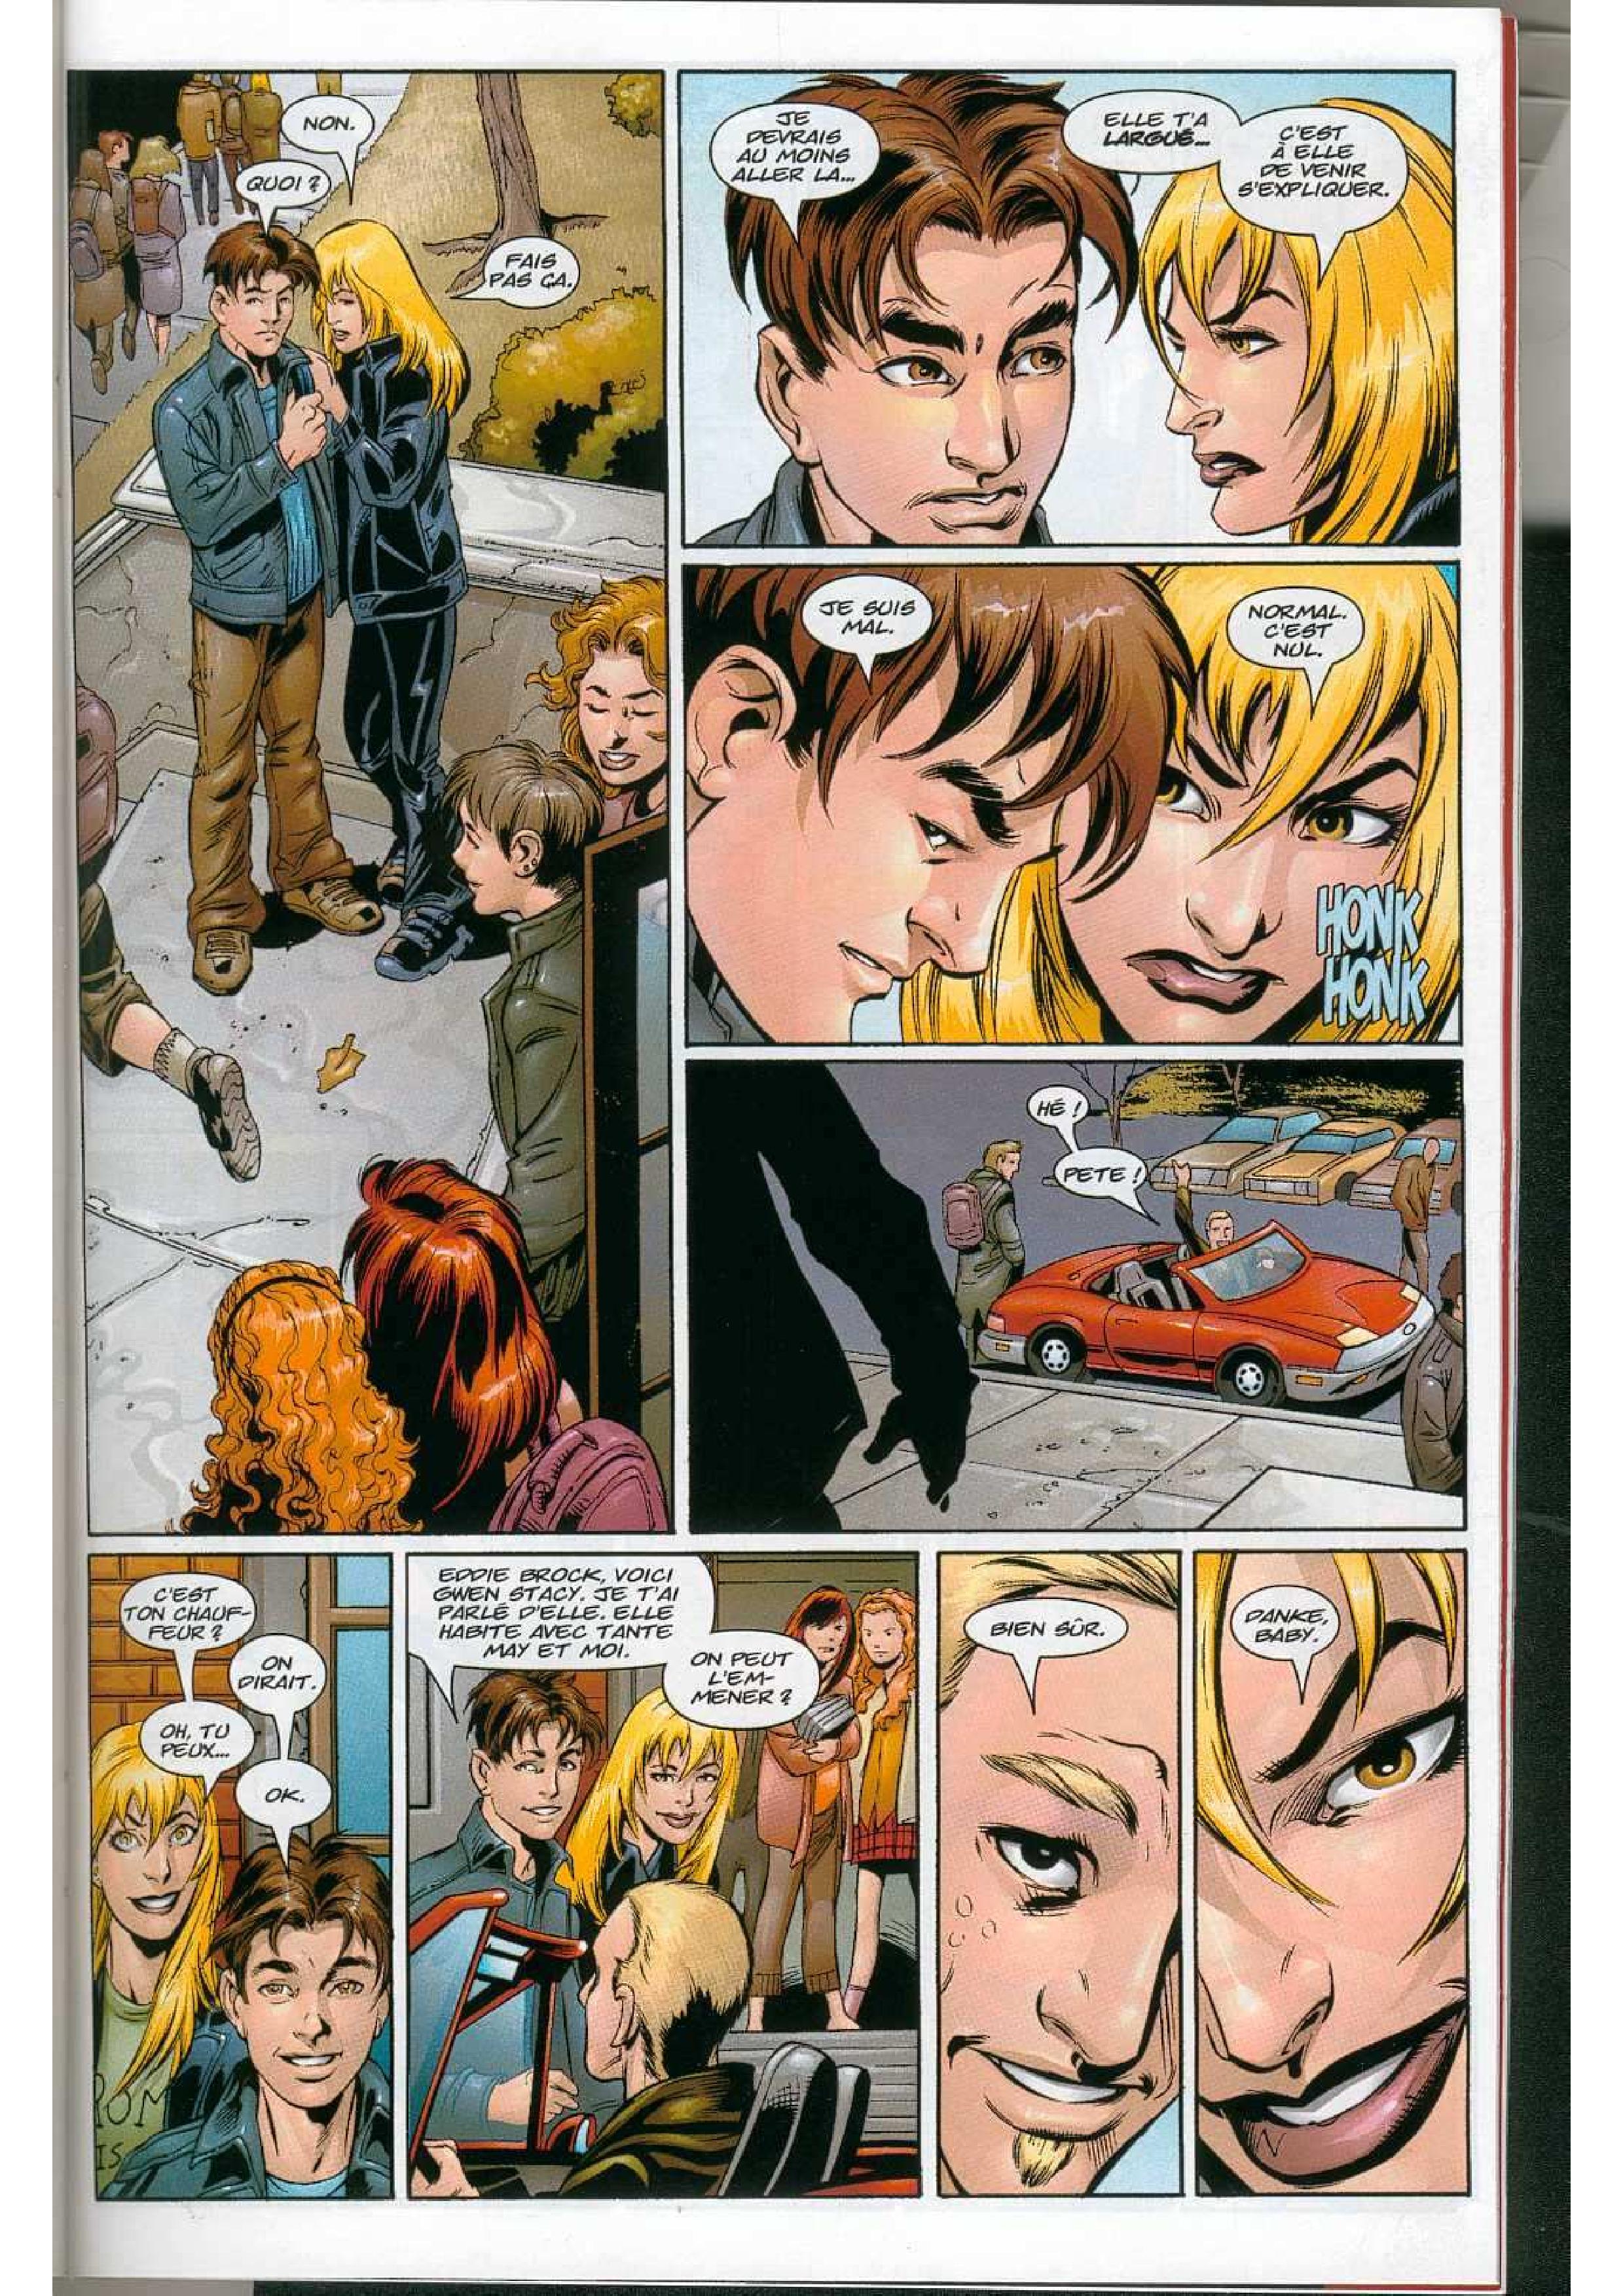 NON.
QUOI ?
FAIS
PAS ÇA.
JE
DEVRAIS
AU MOINS
ALLER LA...
ELLE T'A
LARGUÉ...
C'EST
À ELLE
DE VENIR
S'EXPLIQUER.
JE SUIS
MAL.
NORMAL.
C'EST
NUL.
HONK
HONK
HÉ !
PETE !
C'EST
TON CHAUF-
FEUR ?
ON
DIRAIT.
OH, TU
PEUX...
OK.
ROM
IS
EDDIE BROCK, VOICI
GWEN STACY. JE T'AI
PARLÉ D'ELLE. ELLE
HABITE AVEC TANTE
MAY ET MOI.
ON PEUT
L'EM-
MENER ?
BIEN SÛR.
DANKE,
BABY.